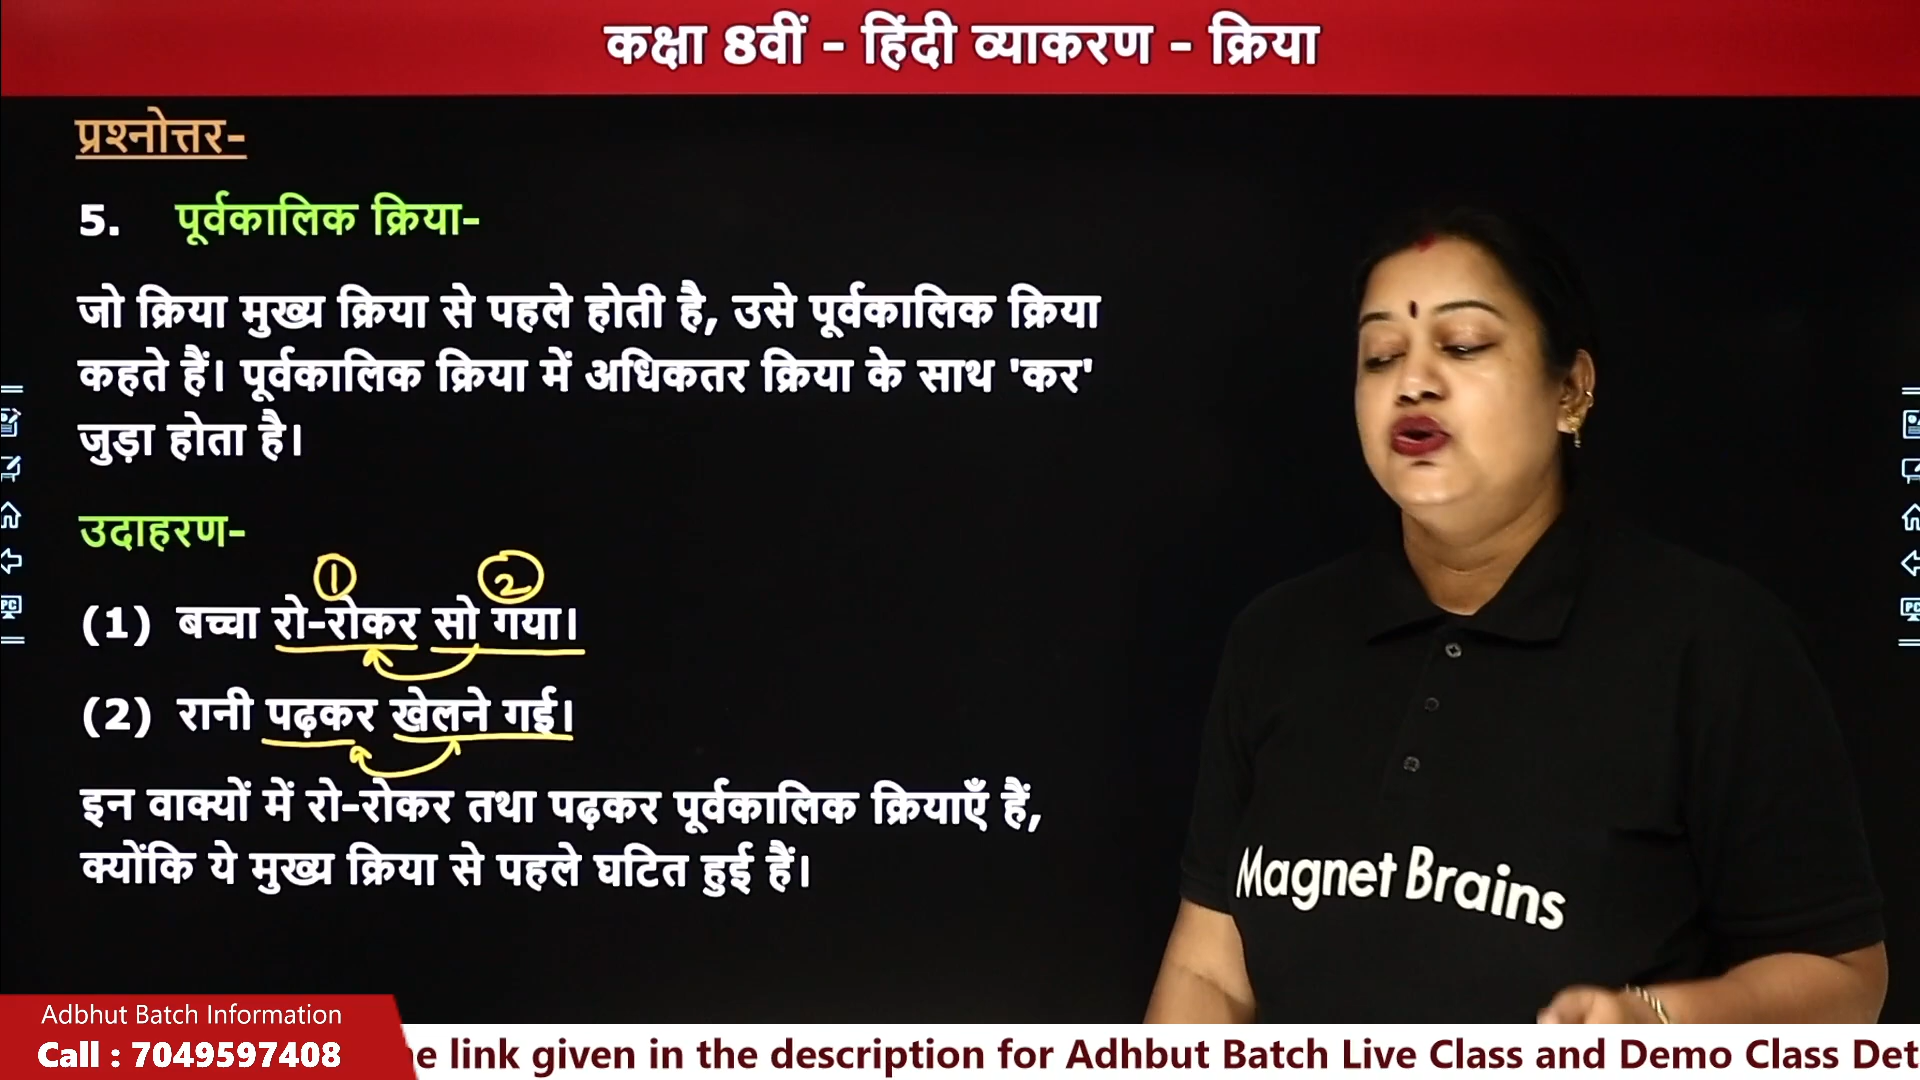 कक्षा 8वीं - हिंदी व्याकरण - क्रिया
प्रश्नोत्तर-
5. पूर्वकालिक क्रिया-
जो क्रिया मुख्य क्रिया से पहले होती है, उसे पूर्वकालिक क्रिया
कहते हैं। पूर्वकालिक क्रिया में अधिकतर क्रिया के साथ 'कर'
जुड़ा होता है।
उदाहरण-
1 2
(1) बच्चा रो-रोकर सो गया।
(2) रानी पढ़कर खेलने गई।
इन वाक्यों में रो-रोकर तथा पढ़कर पूर्वकालिक क्रियाएँ हैं,
क्योंकि ये मुख्य क्रिया से पहले घटित हुई हैं।
Magnet Brains
Adbhut Batch Information
Call : 7049597408
link given in the description for Adhbut Batch Live Class and Demo Class